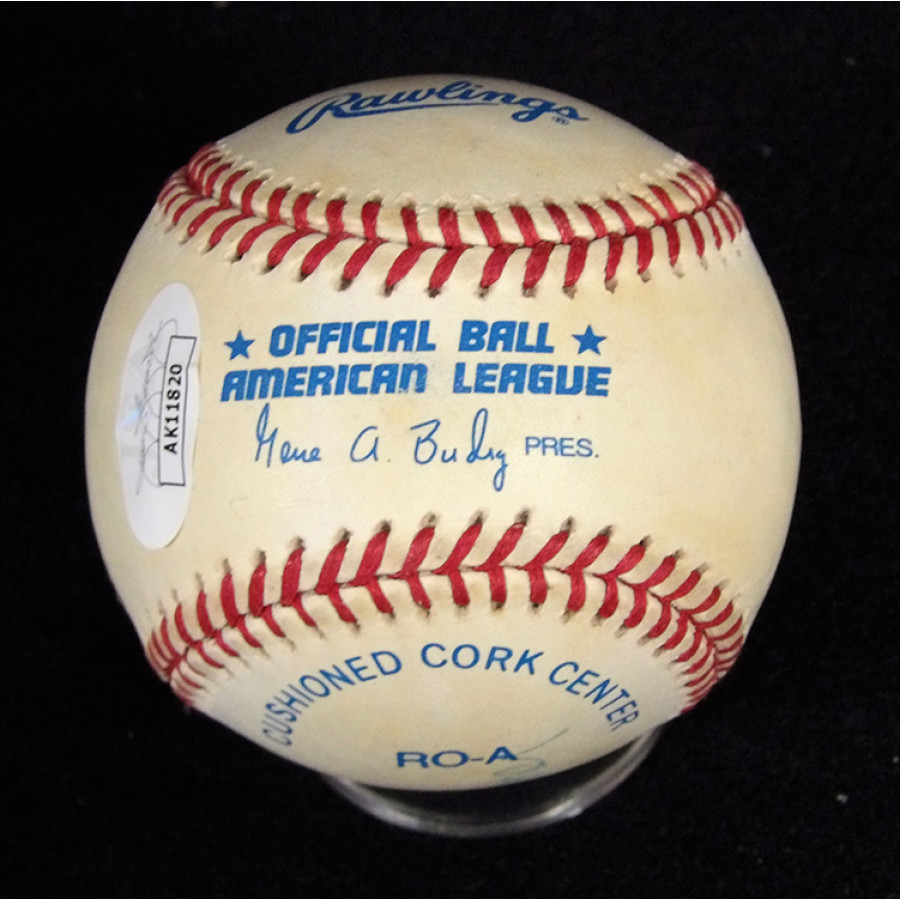 Rawlings®
★ OFFICIAL BALL ★
AMERICAN LEAGUE
Gene A. Budig PRES.
AK11820
CUSHIONED CORK CENTER
RO-A